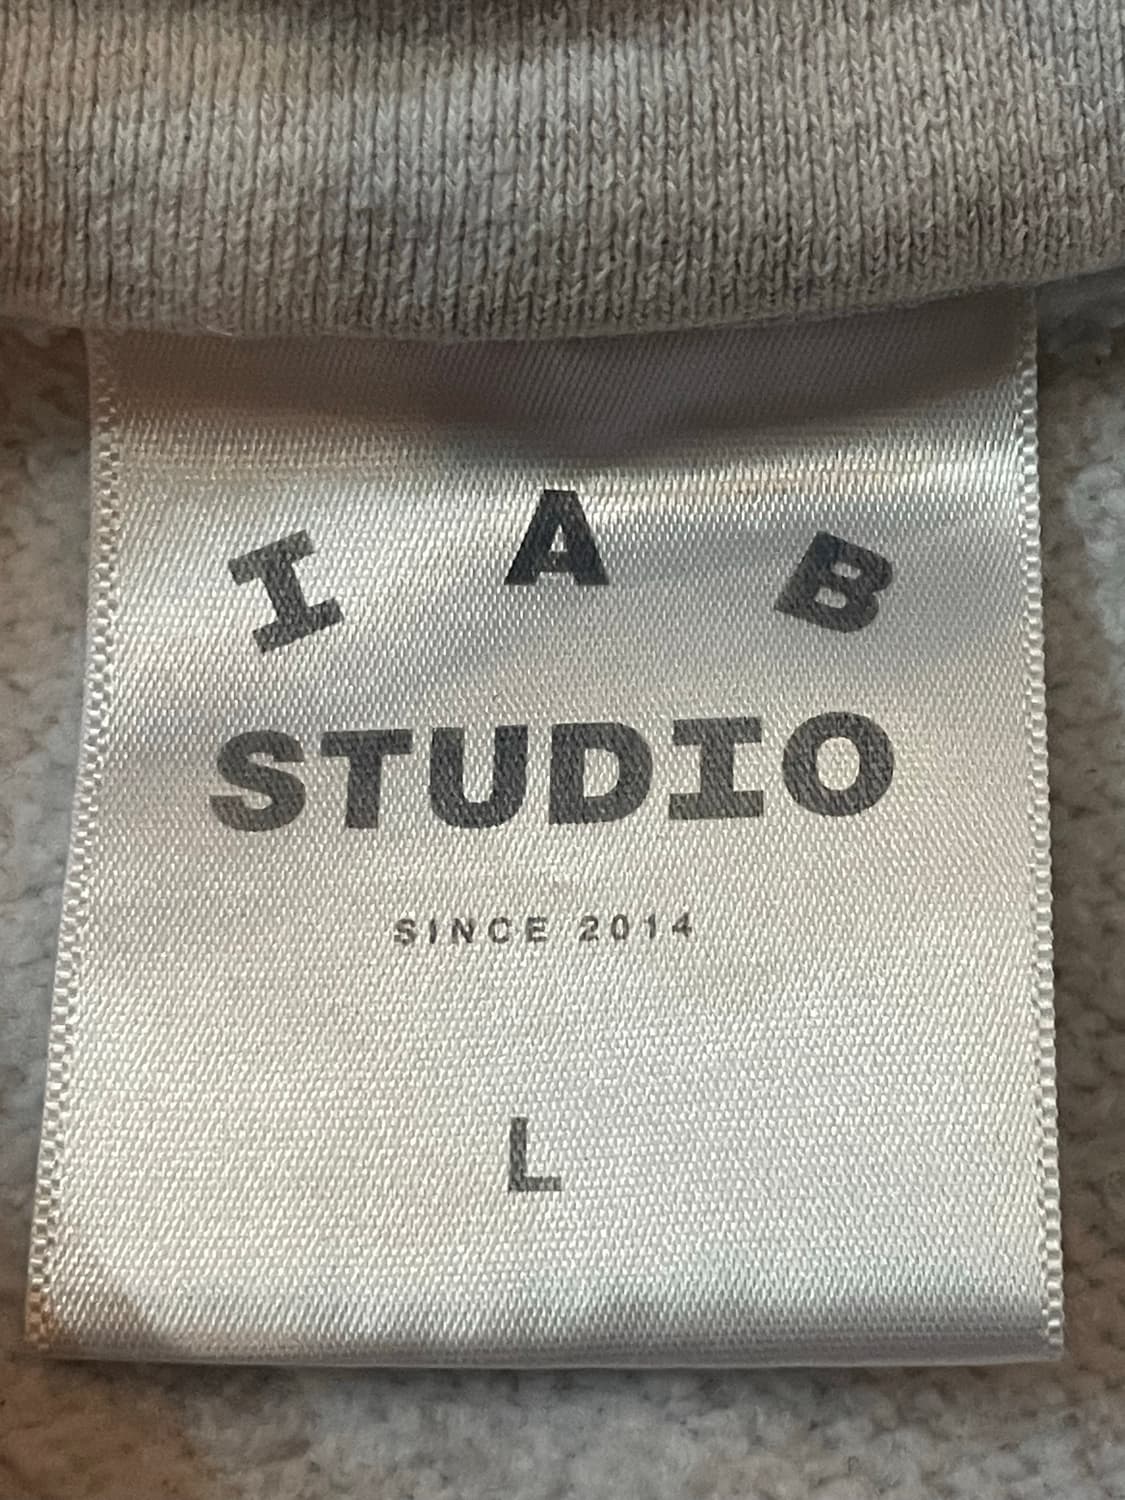 I A B
STUDIO
SINCE 2014
L